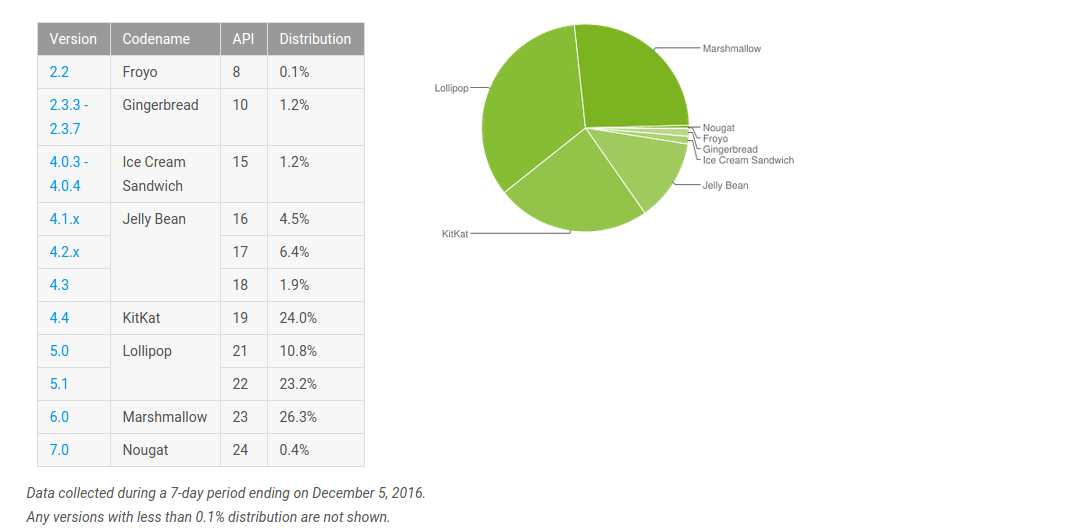 Version Codename API Distribution
2.2 Froyo 8 0.1%
2.3.3 - Gingerbread 10 1.2%
2.3.7
4.0.3 - Ice Cream 15 1.2%
4.0.4 Sandwich
4.1.x Jelly Bean 16 4.5%
4.2.x 17 6.4%
4.3 18 1.9%
4.4 KitKat 19 24.0%
5.0 Lollipop 21 10.8%
5.1 22 23.2%
6.0 Marshmallow 23 26.3%
7.0 Nougat 24 0.4%
Marshmallow
Lollipop
Nougat
Froyo
Gingerbread
Ice Cream Sandwich
Jelly Bean
KitKat
Data collected during a 7-day period ending on December 5, 2016.
Any versions with less than 0.1% distribution are not shown.